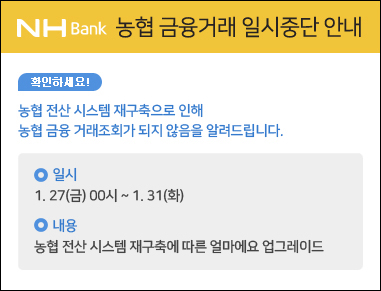 NH Bank 농협 금융거래 일시중단 안내
확인하세요!
농협 전산 시스템 재구축으로 인해
농협 금융 거래조회가 되지 않음을 알려드립니다.
일시
1. 27(금) 00시 ~ 1. 31(화)
내용
농협 전산 시스템 재구축에 따른 얼마에요 업그레이드